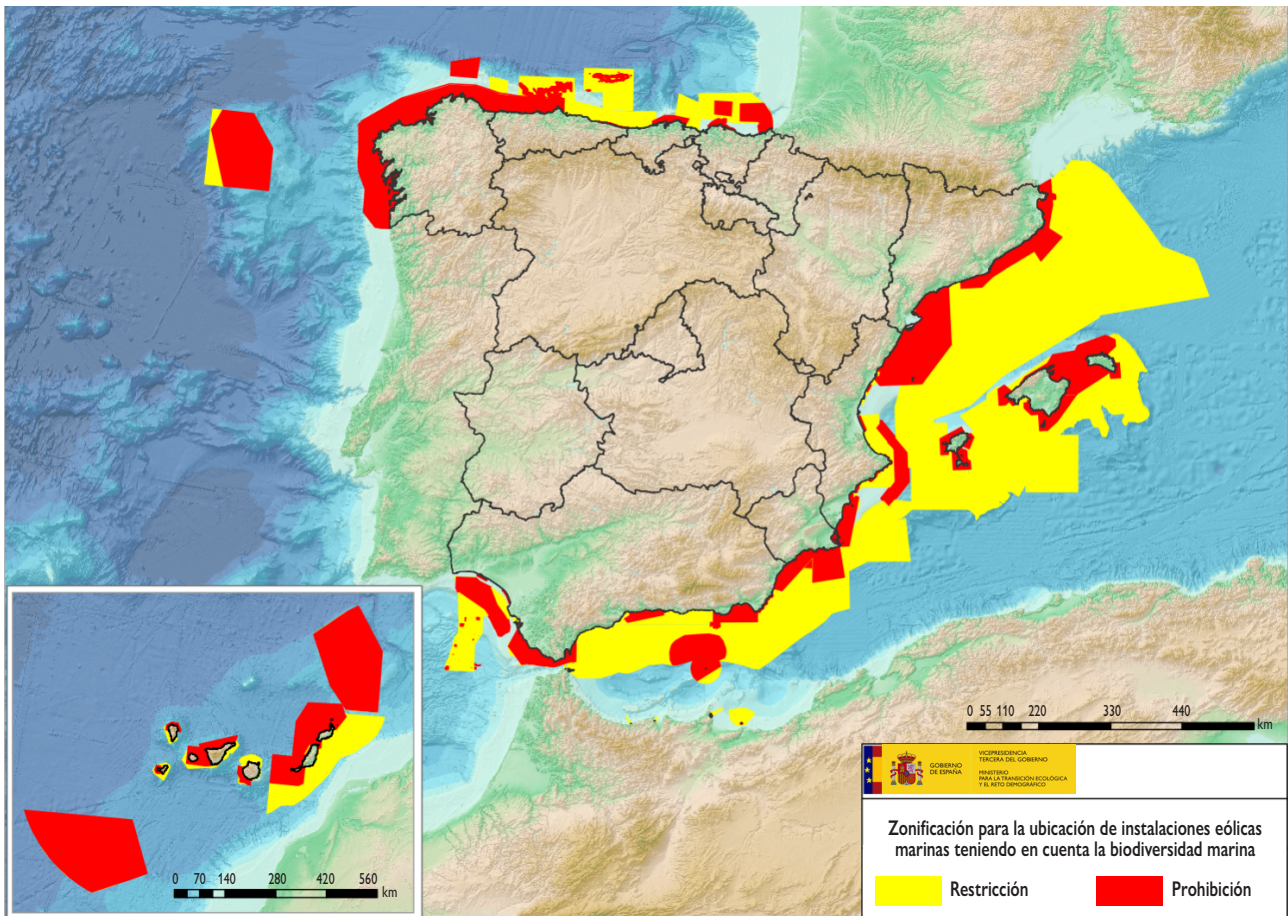 0 55 110 220 330 440
km
GOBIERNO
DE ESPAÑA
VICEPRESIDENCIA
TERCERA DEL GOBIERNO
MINISTERIO
PARA LA TRANSICIÓN ECOLÓGICA
Y EL RETO DEMOGRÁFICO
Zonificación para la ubicación de instalaciones eólicas
marinas teniendo en cuenta la biodiversidad marina
Restricción Prohibición
0 70 140 280 420 560
km